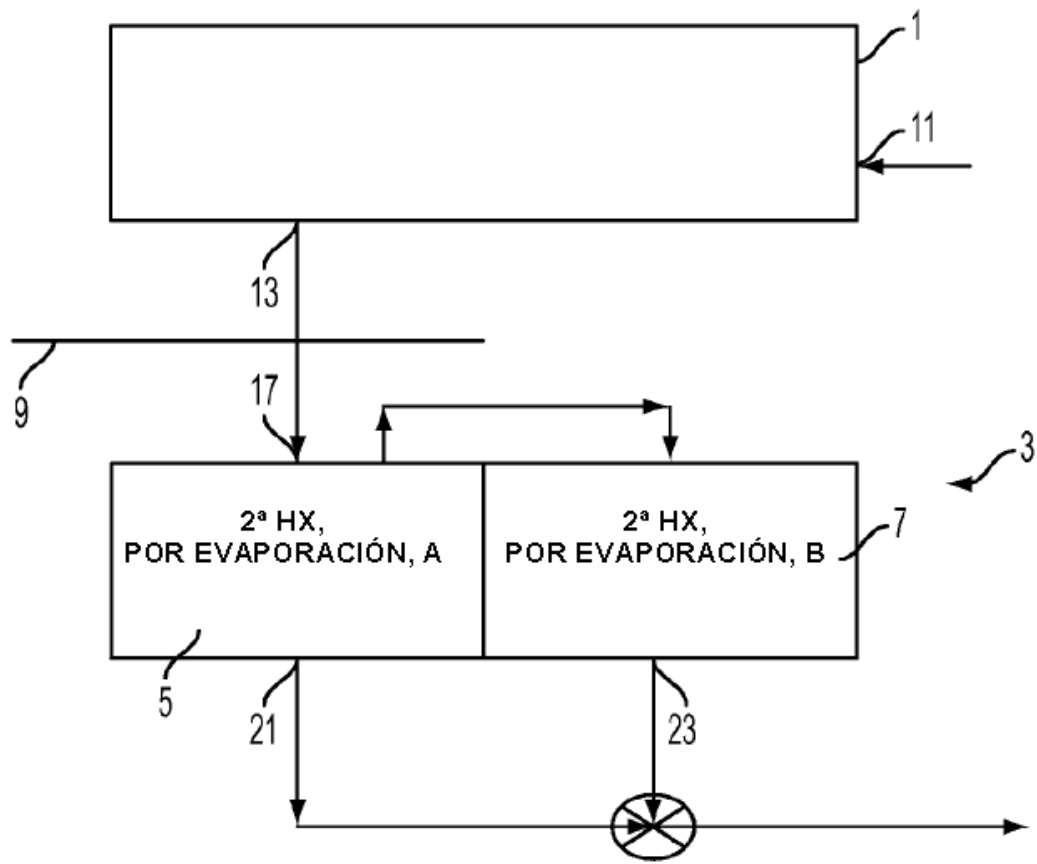 1
11
13
9
17
3
2ª HX,
POR EVAPORACIÓN, A
2ª HX,
POR EVAPORACIÓN, B
7
5
21
23